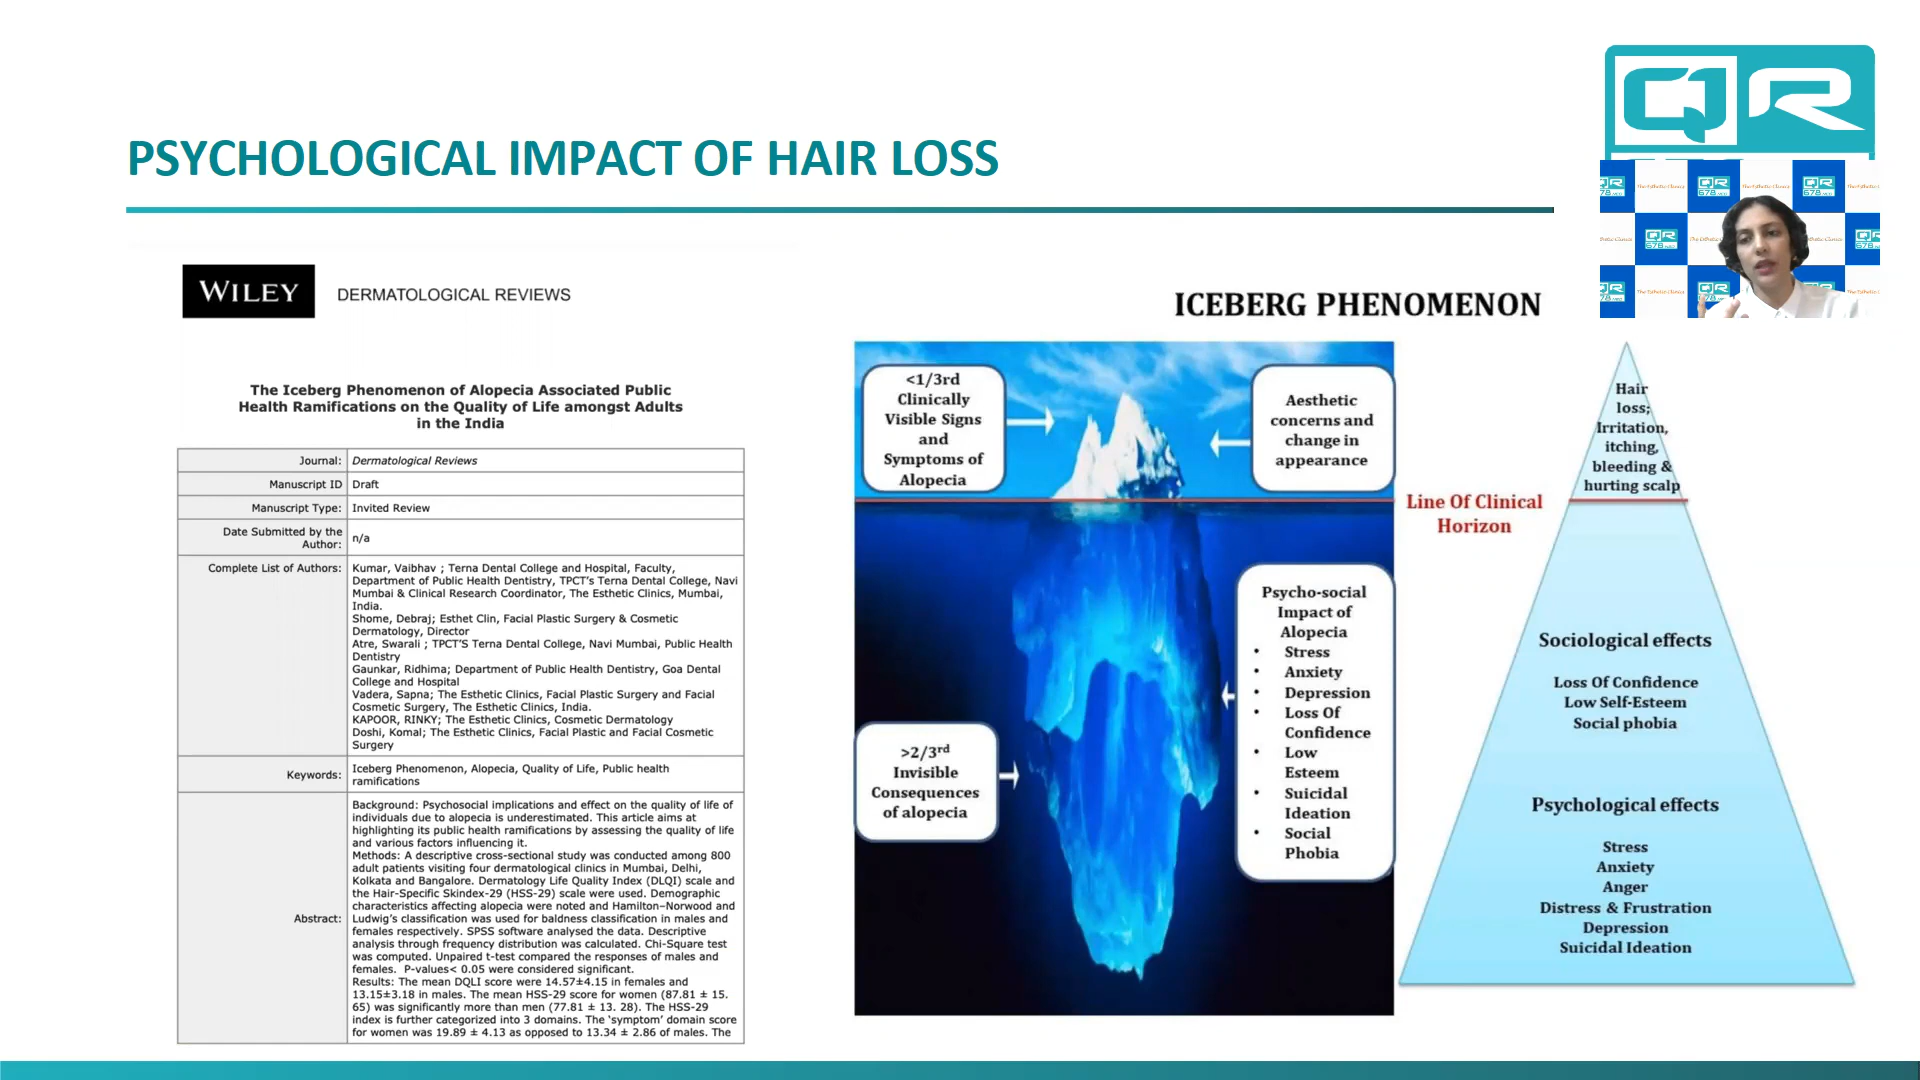 PSYCHOLOGICAL IMPACT OF HAIR LOSS
QR
WILEY
DERMATOLOGICAL REVIEWS
The Iceberg Phenomenon of Alopecia Associated Public
Health Ramifications on the Quality of Life amongst Adults
in the India
Journal: Dermatological Reviews
Manuscript ID Draft
Manuscript Type: Invited Review
Date Submitted by the
Author: n/a
Complete List of Authors: Kumar, Vaibhav ; Terna Dental College and Hospital, Faculty,
Department of Public Health Dentistry, TPCT's Terna Dental College, Navi
Mumbai & Clinical Research Coordinator, The Esthetic Clinics, Mumbai,
India.
Shome, Debraj; Esthet Clin, Facial Plastic Surgery & Cosmetic
Dermatology, Director
Atre, Swarali ; TPCT'S Terna Dental College, Navi Mumbai, Public Health
Dentistry
Gaunkar, Ridhima; Department of Public Health Dentistry, Goa Dental
College and Hospital
Vadera, Sapna; The Esthetic Clinics, Facial Plastic Surgery and Facial
Cosmetic Surgery, The Esthetic Clinics, India.
KAPOOR, RINKY; The Esthetic Clinics, Cosmetic Dermatology
Doshi, Komal; The Esthetic Clinics, Facial Plastic and Facial Cosmetic
Surgery
Keywords: Iceberg Phenomenon, Alopecia, Quality of Life, Public health
ramifications
Abstract: Background: Psychosocial implications and effect on the quality of life of
individuals due to alopecia is underestimated. This article aims at
highlighting its public health ramifications by assessing the quality of life
and various factors influencing it.
Methods: A descriptive cross-sectional study was conducted among 800
adult patients visiting four dermatological clinics in Mumbai, Delhi,
Kolkata and Bangalore. Dermatology Life Quality Index (DLQI) scale and
the Hair-Specific Skindex-29 (HSS-29) scale were used. Demographic
characteristics affecting alopecia were noted and Hamilton–Norwood and
Ludwig's classification was used for baldness classification in males and
females respectively. SPSS software analysed the data. Descriptive
analysis through frequency distribution was calculated. Chi-Square test
was computed. Unpaired t-test compared the responses of males and
females. P-values< 0.05 were considered significant.
Results: The mean DQLI score were 14.57±4.15 in females and
13.15±3.18 in males. The mean HSS-29 score for women (87.81 ± 15.
65) was significantly more than men (77.81 ± 13. 28). The HSS-29
index is further categorized into 3 domains. The 'symptom' domain score
for women was 19.89 ± 4.13 as opposed to 13.34 ± 2.86 of males. The
ICEBERG PHENOMENON
<1/3rd
Clinically
Visible Signs
and
Symptoms of
Alopecia
Aesthetic
concerns and
change in
appearance
Line Of Clinical
Horizon
>2/3rd
Invisible
Consequences
of alopecia
Psycho-social
Impact of
Alopecia
• Stress
• Anxiety
• Depression
• Loss Of
Confidence
• Low
Esteem
• Suicidal
Ideation
• Social
Phobia
Hair
loss;
Irritation,
itching,
bleeding &
hurting scalp
Sociological effects
Loss Of Confidence
Low Self-Esteem
Social phobia
Psychological effects
Stress
Anxiety
Anger
Distress & Frustration
Depression
Suicidal Ideation